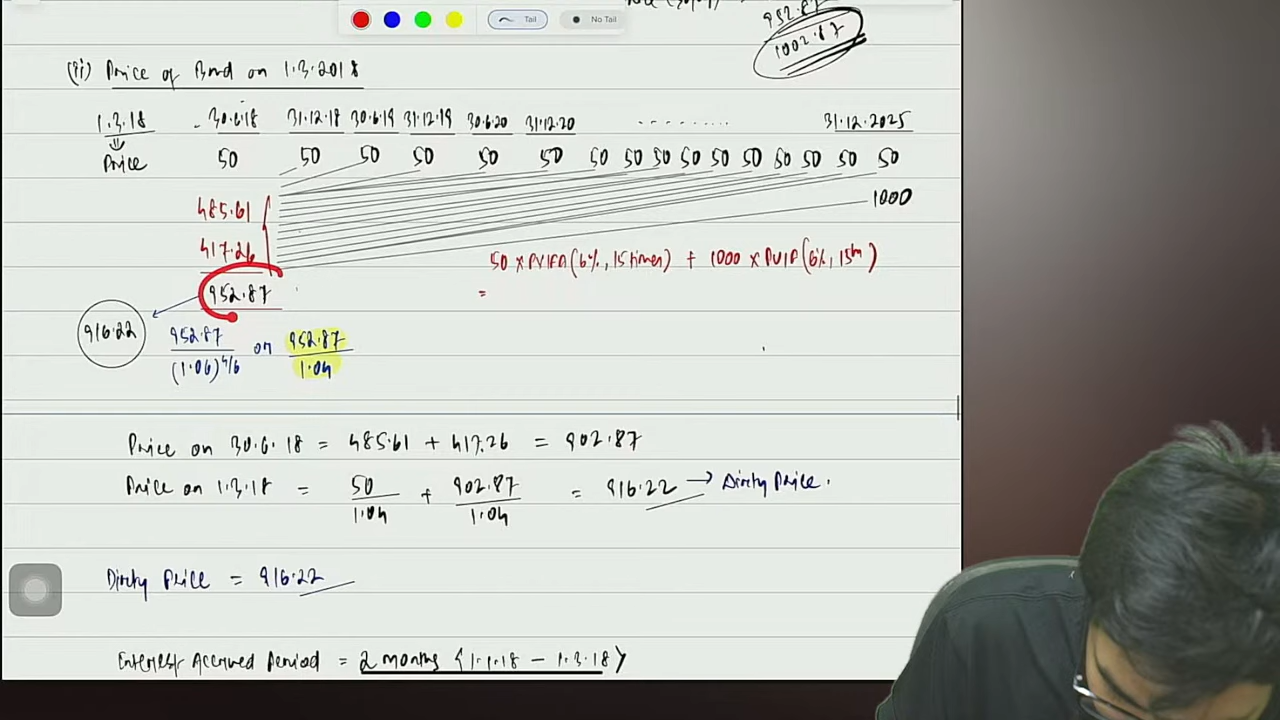 Tail No Tail
952.87
1002.87
(ii) Price of Bond on 1.3.2018
1.3.18 30.6.18 31.12.18 30.6.19 31.12.19 30.6.20 31.12.20 ......... 31.12.2025
Price 50 50 50 50 50 50 50 50 50 50 50 50 50 50 50 50
1000
485.61
417.26
50 x PVIFA (6%, 15 times) + 1000 x PVIF (6%, 15th)
952.87
=
916.22
952.87 or 952.87
(1.06)^4/6 1.04
Price on 30.6.18 = 485.61 + 417.26 = 902.87
Price on 1.3.18 = 50 + 902.87 = 916.22 → Dirty Price.
1.04 1.04
Dirty Price = 916.22
Interest Accrued Period = 2 months {1.1.18 - 1.3.18}